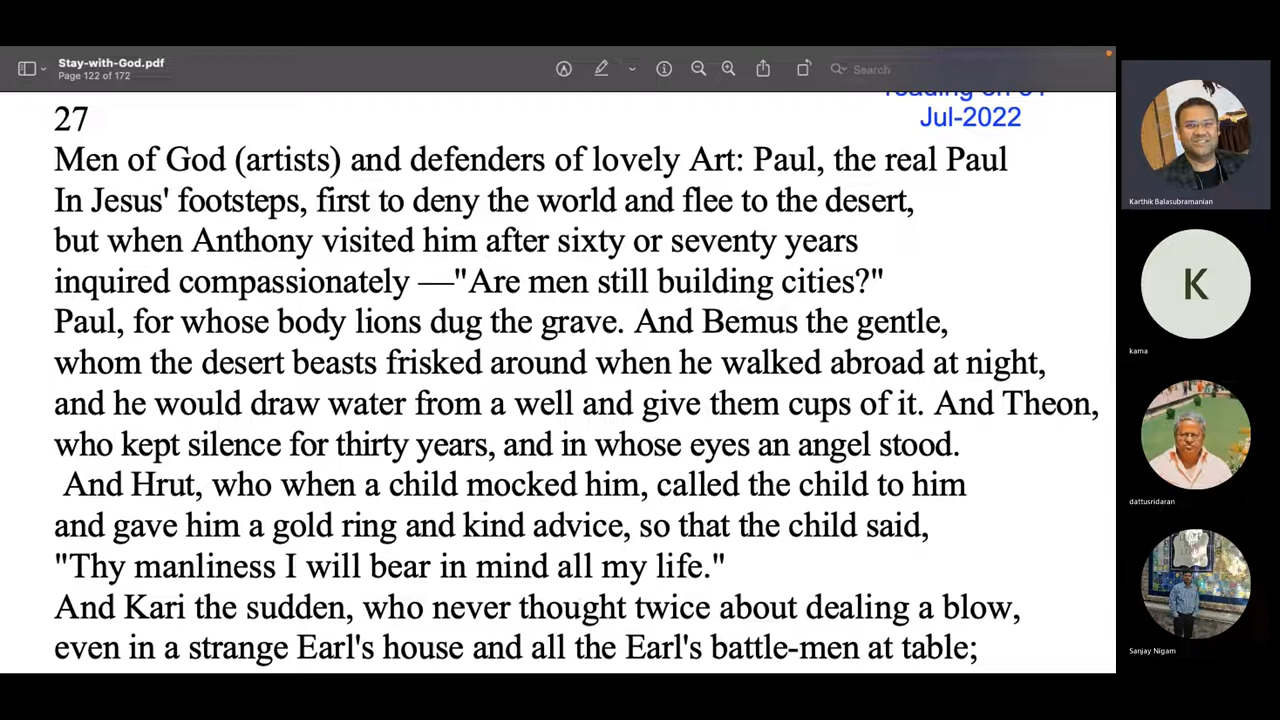 Stay-with-God.pdf
Page 122 of 172
Search
Jul-2022
27
Men of God (artists) and defenders of lovely Art: Paul, the real Paul
In Jesus' footsteps, first to deny the world and flee to the desert,
but when Anthony visited him after sixty or seventy years
inquired compassionately —"Are men still building cities?"
Paul, for whose body lions dug the grave. And Bemus the gentle,
whom the desert beasts frisked around when he walked abroad at night,
and he would draw water from a well and give them cups of it. And Theon,
who kept silence for thirty years, and in whose eyes an angel stood.
And Hrut, who when a child mocked him, called the child to him
and gave him a gold ring and kind advice, so that the child said,
"Thy manliness I will bear in mind all my life."
And Kari the sudden, who never thought twice about dealing a blow,
even in a strange Earl's house and all the Earl's battle-men at table;
Karthik Balasubramanian
K
kama
dattusridaran
Sanjay Nigam